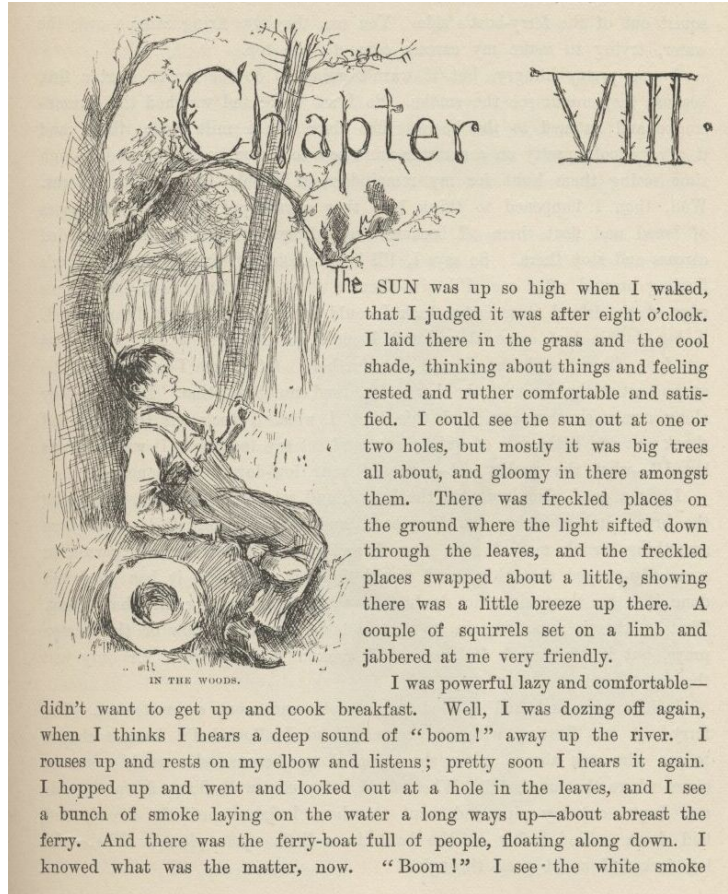 Chapter VIII.
The SUN was up so high when I waked,
that I judged it was after eight o'clock.
I laid there in the grass and the cool
shade, thinking about things and feeling
rested and ruther comfortable and satis-
fied. I could see the sun out at one or
two holes, but mostly it was big trees
all about, and gloomy in there amongst
them. There was freckled places on
the ground where the light sifted down
through the leaves, and the freckled
places swapped about a little, showing
there was a little breeze up there. A
couple of squirrels set on a limb and
jabbered at me very friendly.
Kemble
IN THE WOODS.
I was powerful lazy and comfortable—
didn't want to get up and cook breakfast. Well, I was dozing off again,
when I thinks I hears a deep sound of "boom!" away up the river. I
rouses up and rests on my elbow and listens; pretty soon I hears it again.
I hopped up and went and looked out at a hole in the leaves, and I see
a bunch of smoke laying on the water a long ways up—about abreast the
ferry. And there was the ferry-boat full of people, floating along down. I
knowed what was the matter, now. "Boom!" I see the white smoke